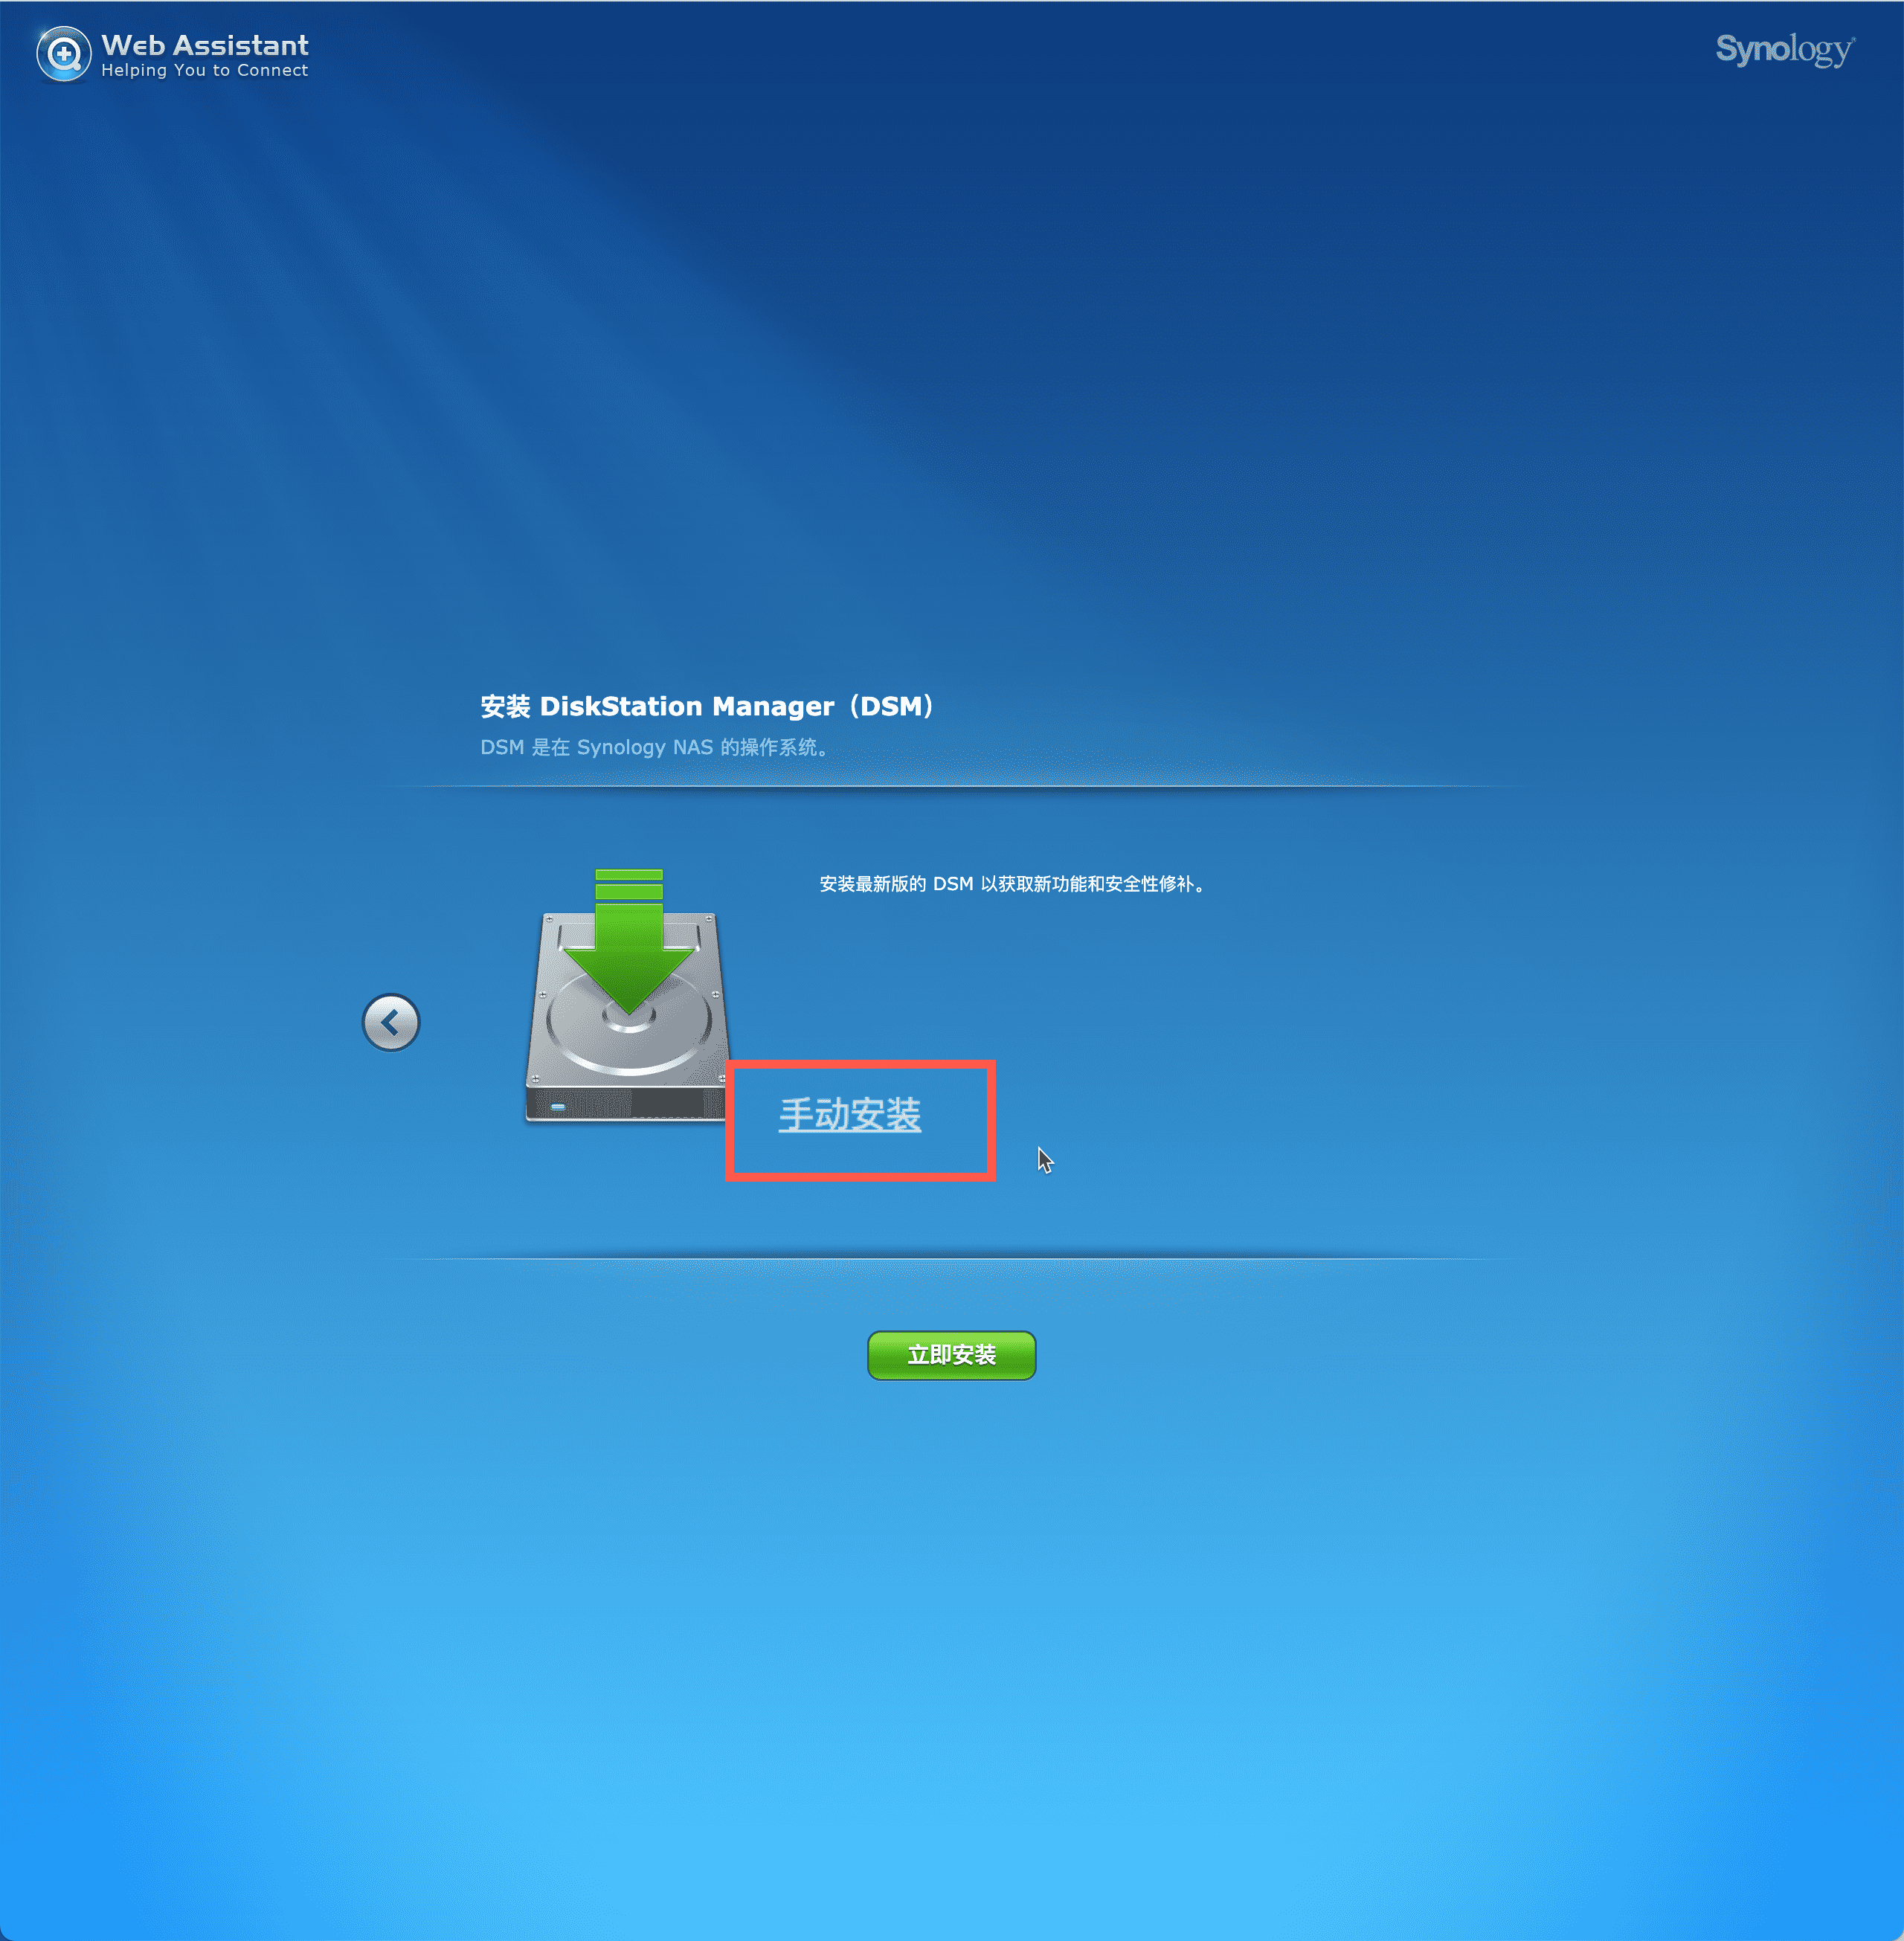 Web Assistant
Helping You to Connect
Synology
安装 DiskStation Manager（DSM）
DSM 是在 Synology NAS 的操作系统。
安装最新版的 DSM 以获取新功能和安全性修补。
手动安装
立即安装